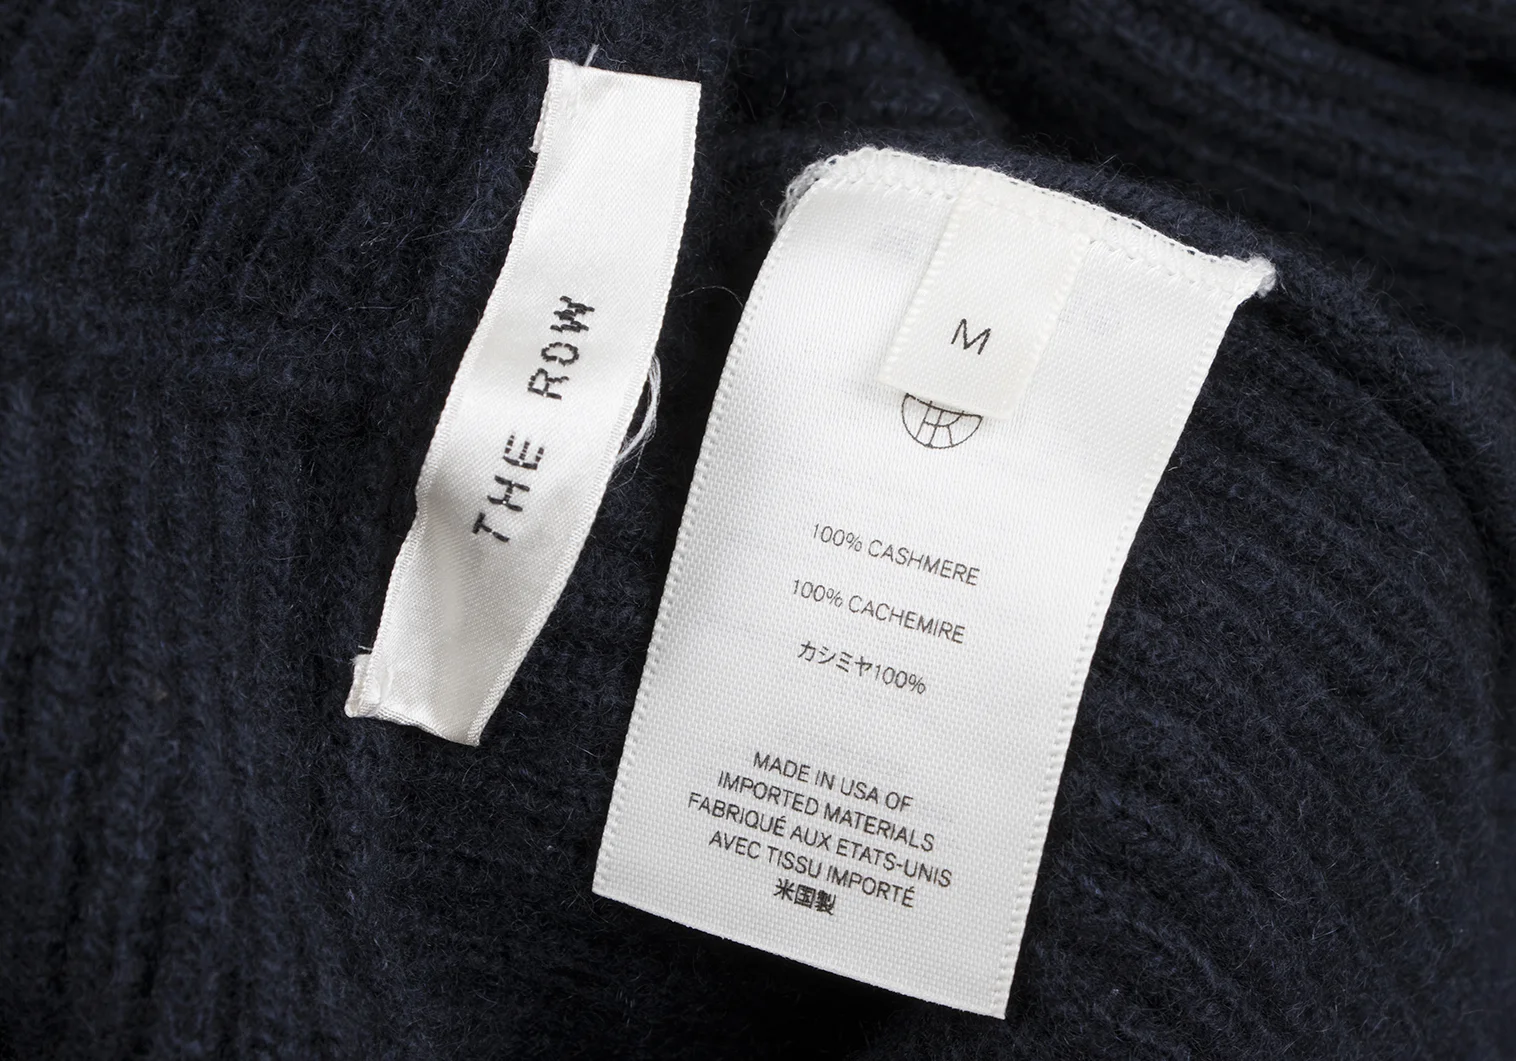 THE ROW
M
100% CASHMERE
100% CACHEMIRE
カシミヤ100%
MADE IN USA OF
IMPORTED MATERIALS
FABRIQUÉ AUX ETATS-UNIS
AVEC TISSU IMPORTÉ
米国製